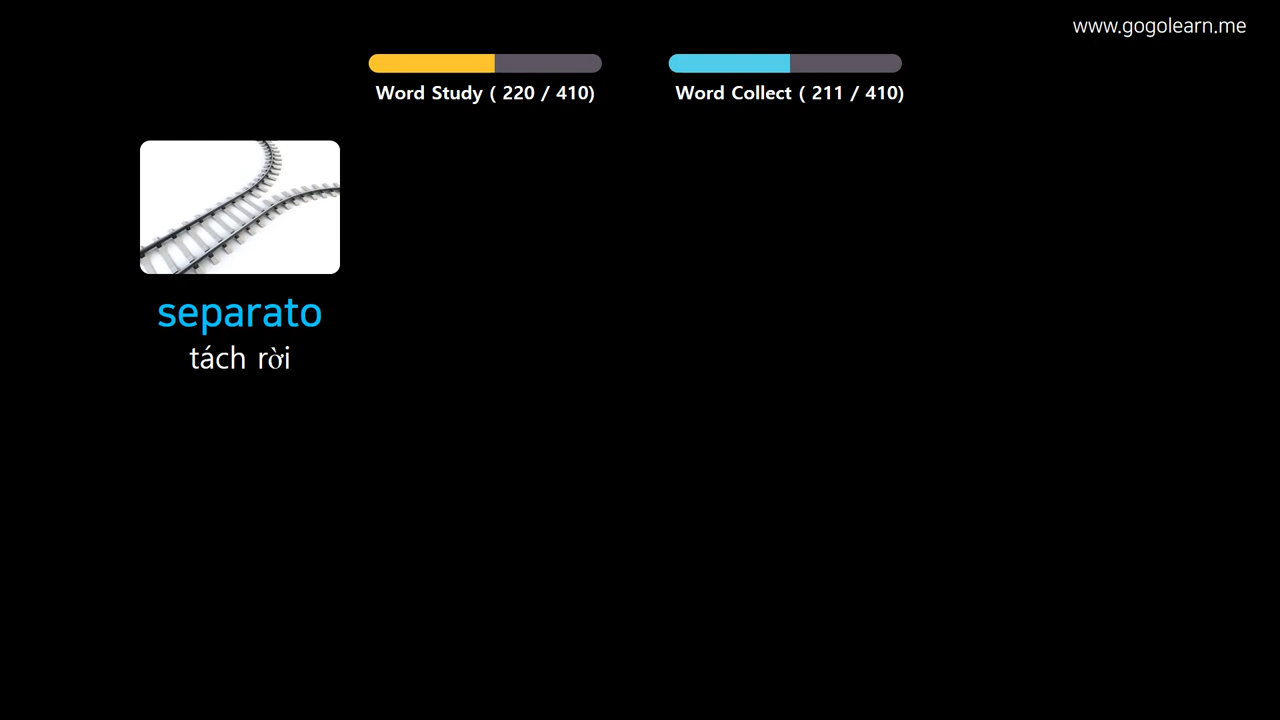 www.gogolearn.me
Word Study ( 220 / 410)
Word Collect ( 211 / 410)
separato
tách rời